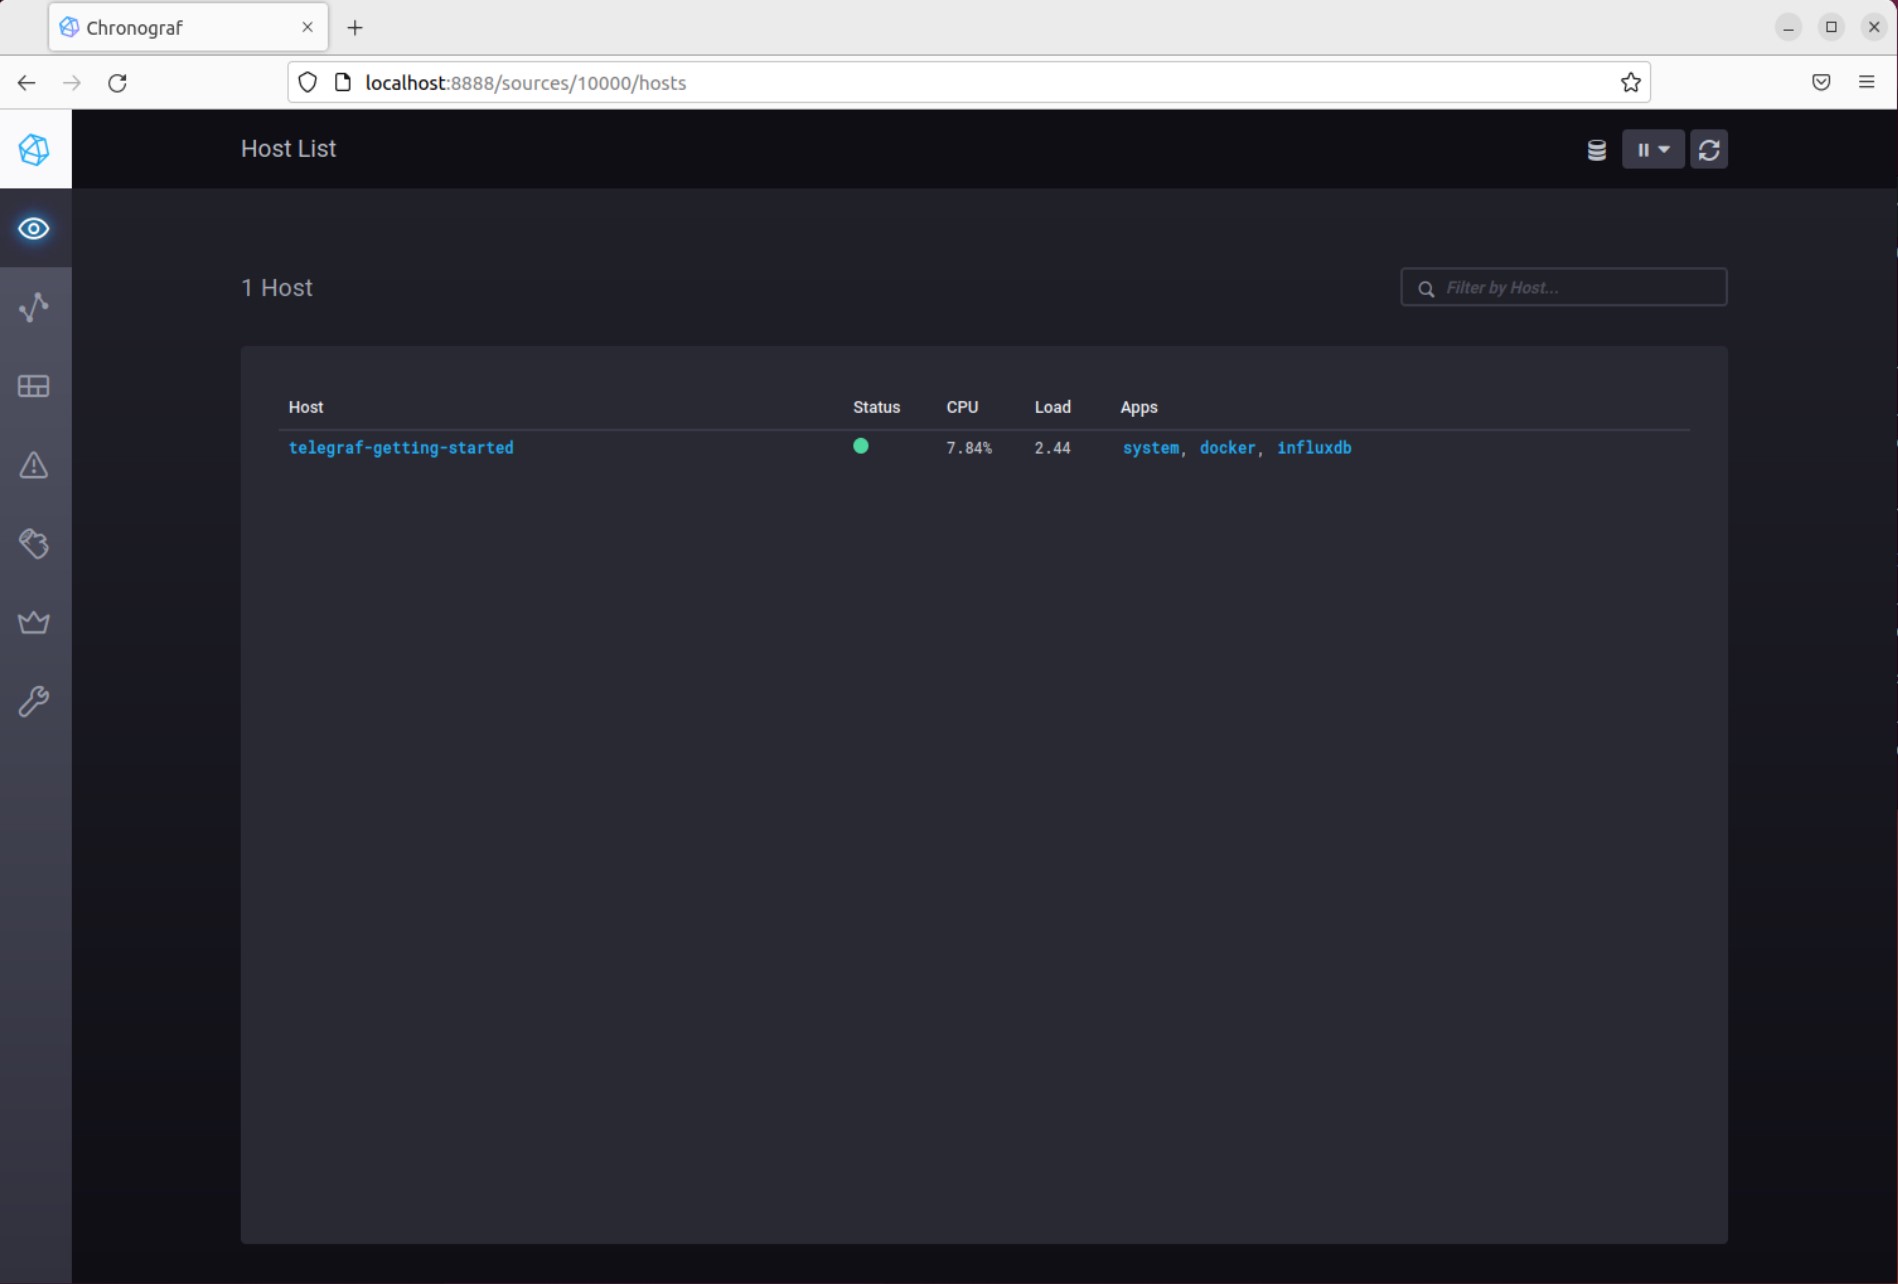 Chronograf
localhost:8888/sources/10000/hosts
Host List
1 Host
Filter by Host...
Host Status CPU Load Apps
telegraf-getting-started 7.84% 2.44 system, docker, influxdb